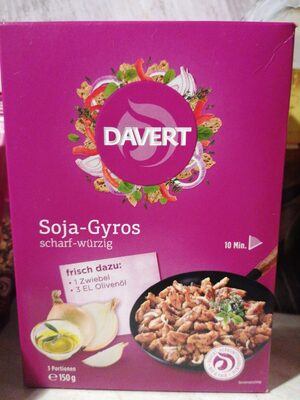 DAVERT
Soja-Gyros
scharf-würzig
10 Min.
frisch dazu:
• 1 Zwiebel
• 3 EL Olivenöl
3 Portionen
e 150 g